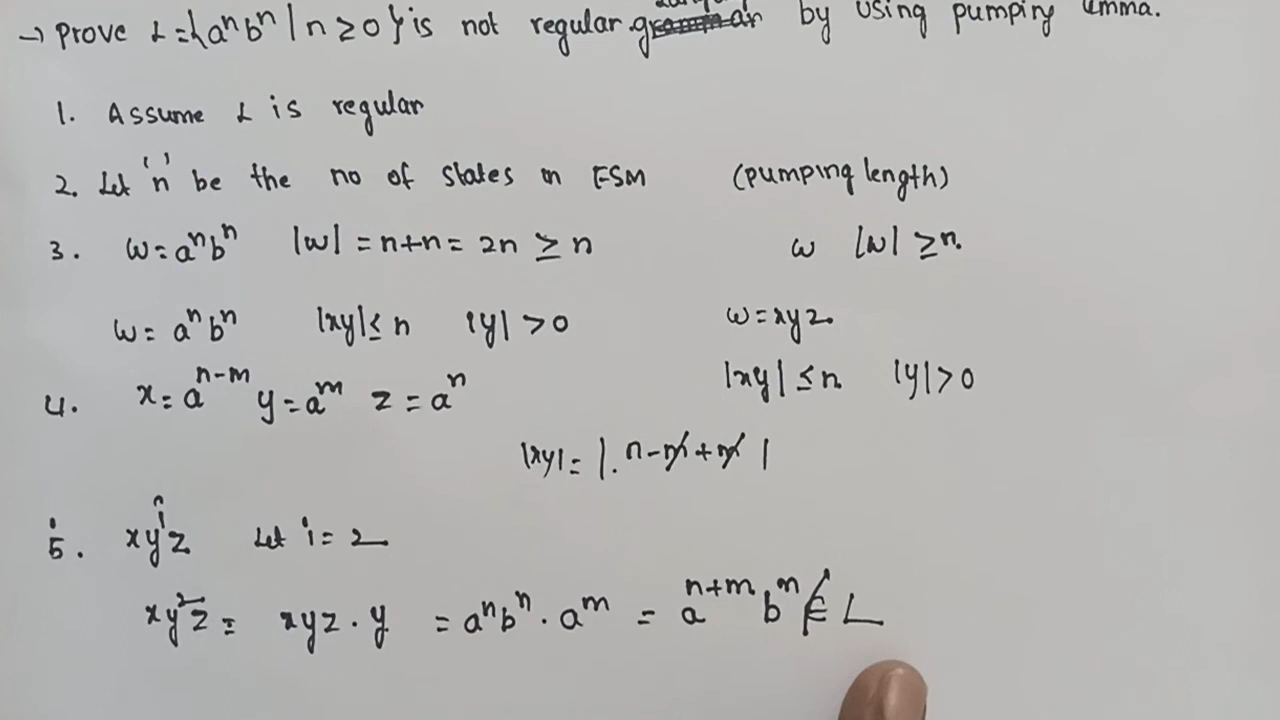 → Prove L = {aⁿbⁿ | n ≥ 0} is not regular by using pumping
1. Assume L is regular
2. Let 'n' be the no of states in FSM (pumping length)
3. w = aⁿbⁿ |w| = n+n = 2n ≥ n w |w| ≥ n.
w = aⁿbⁿ |xy| ≤ n |y| > 0 w = xyz
4. x = aⁿ⁻ᵐ y = aᵐ z = aⁿ |xy| ≤ n |y| > 0
|xy| = |. n-m+m |
5. xyⁱz Let i = 2
xy²z = xyz . y = aⁿbⁿ . aᵐ = aⁿ⁺ᵐ bⁿ ∉ L